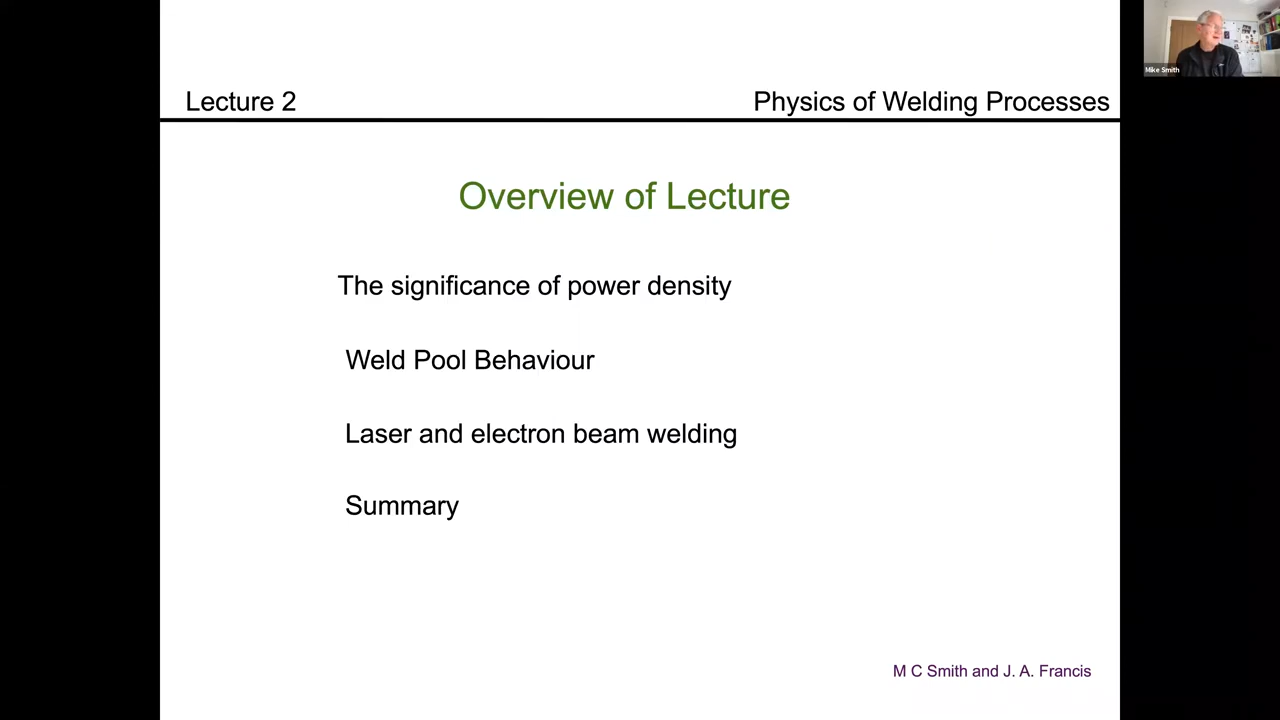 Mike Smith
Lecture 2
Physics of Welding Processes
Overview of Lecture
The significance of power density
Weld Pool Behaviour
Laser and electron beam welding
Summary
M C Smith and J. A. Francis